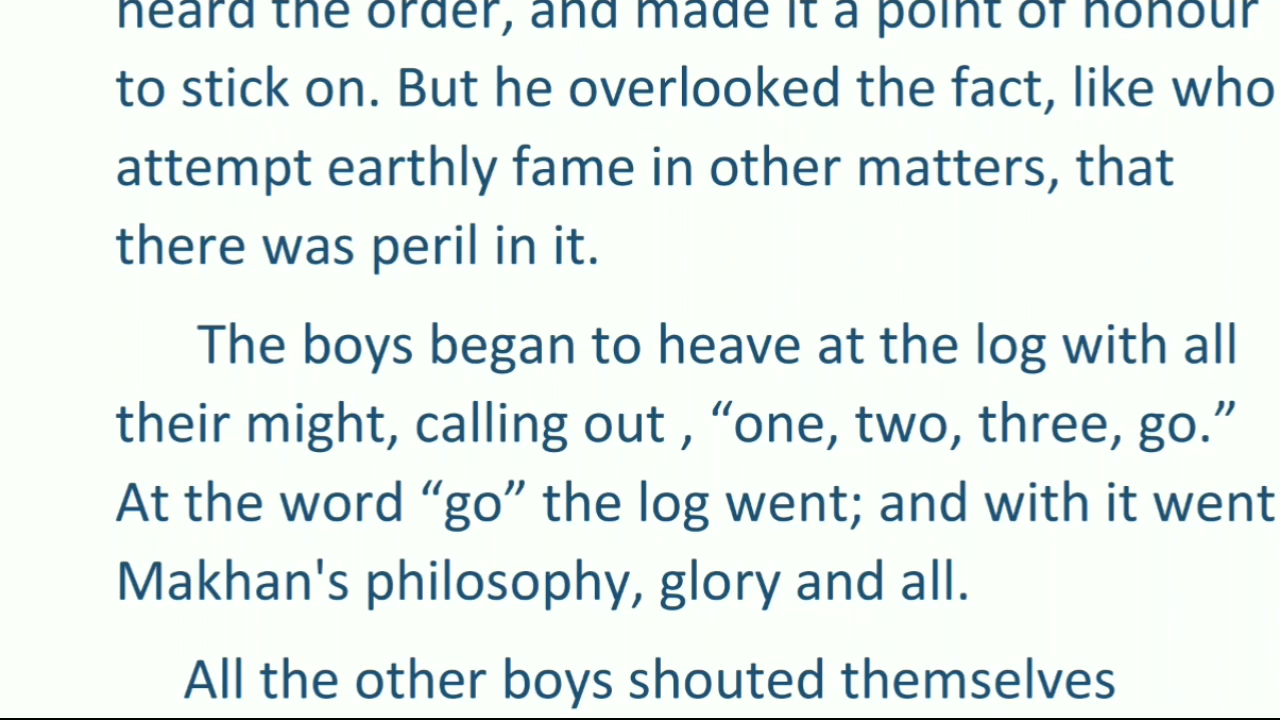 heard the order, and made it a point of honour
to stick on. But he overlooked the fact, like who
attempt earthly fame in other matters, that
there was peril in it.
The boys began to heave at the log with all
their might, calling out , “one, two, three, go.”
At the word “go” the log went; and with it went
Makhan's philosophy, glory and all.
All the other boys shouted themselves